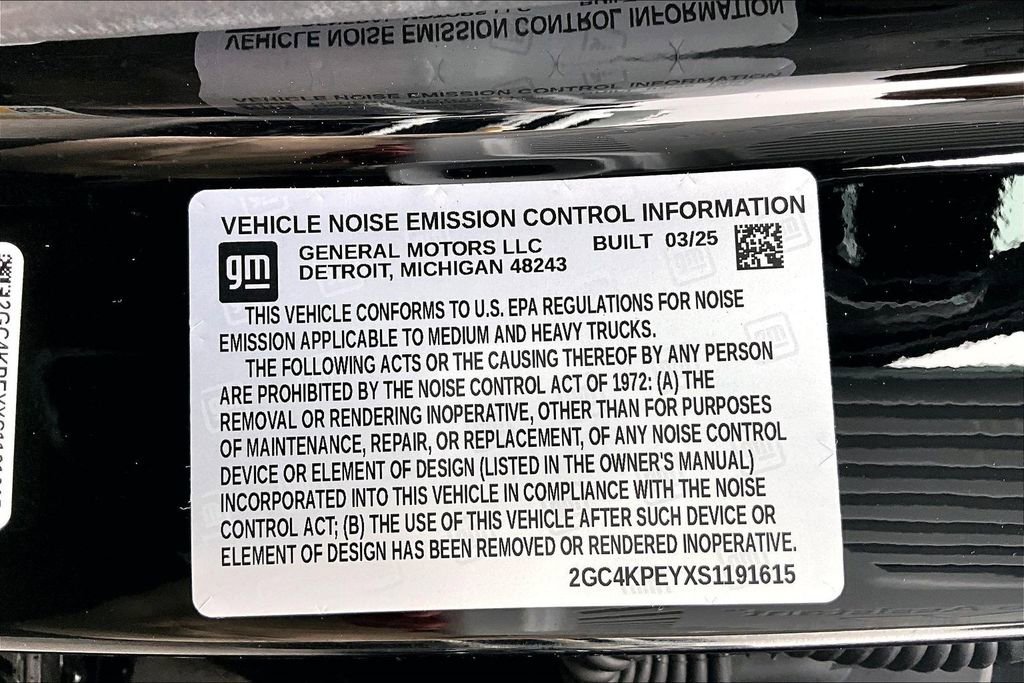 VEHICLE NOISE EMISSION CONTROL INFORMATION
gm
GENERAL MOTORS LLC
BUILT 03/25
DETROIT, MICHIGAN 48243
THIS VEHICLE CONFORMS TO U.S. EPA REGULATIONS FOR NOISE
EMISSION APPLICABLE TO MEDIUM AND HEAVY TRUCKS.
THE FOLLOWING ACTS OR THE CAUSING THEREOF BY ANY PERSON
ARE PROHIBITED BY THE NOISE CONTROL ACT OF 1972: (A) THE
REMOVAL OR RENDERING INOPERATIVE, OTHER THAN FOR PURPOSES
OF MAINTENANCE, REPAIR, OR REPLACEMENT, OF ANY NOISE CONTROL
DEVICE OR ELEMENT OF DESIGN (LISTED IN THE OWNER'S MANUAL)
INCORPORATED INTO THIS VEHICLE IN COMPLIANCE WITH THE NOISE
CONTROL ACT; (B) THE USE OF THIS VEHICLE AFTER SUCH DEVICE OR
ELEMENT OF DESIGN HAS BEEN REMOVED OR RENDERED INOPERATIVE.
2GC4KPEYXS1191615